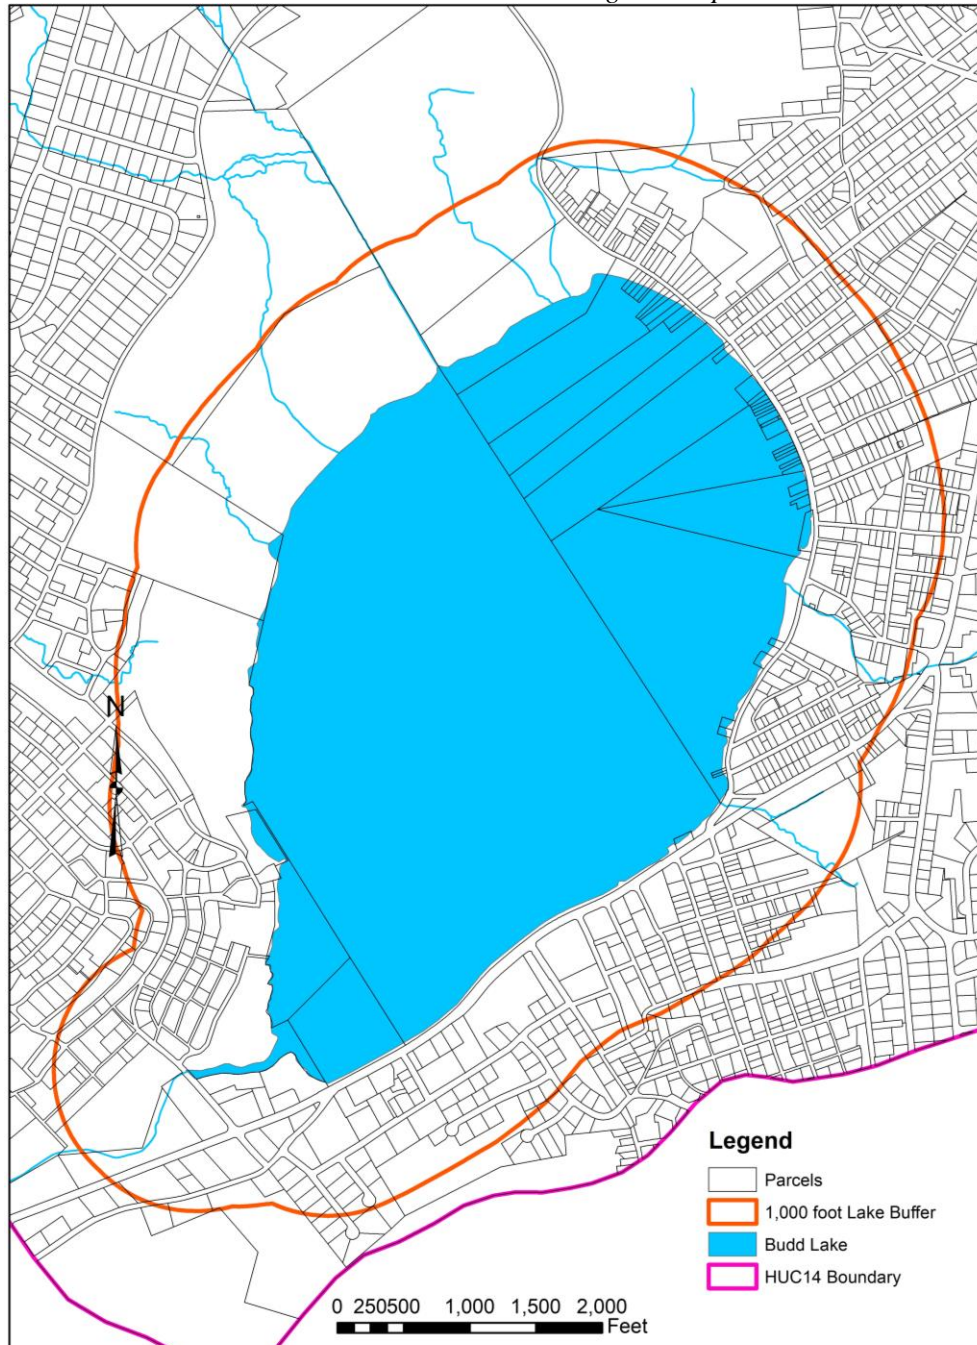 N
Legend
Parcels
1,000 foot Lake Buffer
Budd Lake
HUC14 Boundary
0 250500 1,000 1,500 2,000
Feet